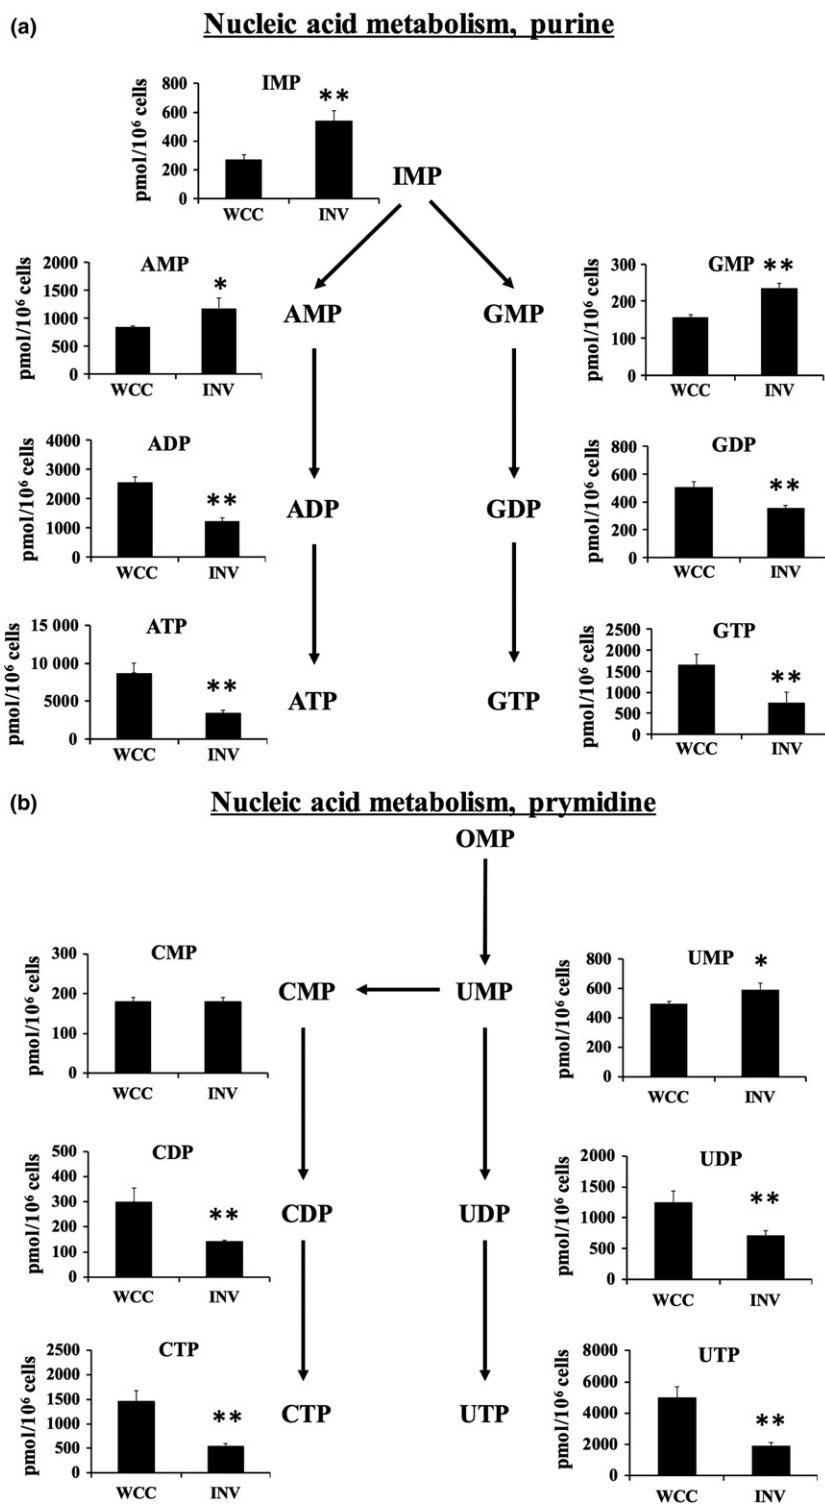 (a) Nucleic acid metabolism, purine
IMP
pmol/10⁶ cells
800
600
400
200
0
**
WCC INV
IMP
AMP
pmol/10⁶ cells
2000
1500
1000
500
0
*
WCC INV
AMP GMP
GMP
pmol/10⁶ cells
300
200
100
0
**
WCC INV
ADP
pmol/10⁶ cells
4000
3000
2000
1000
0
**
WCC INV
ADP GDP
GDP
pmol/10⁶ cells
800
600
400
200
0
**
WCC INV
ATP
pmol/10⁶ cells
15 000
10 000
5000
0
**
WCC INV
ATP GTP
GTP
pmol/10⁶ cells
2500
2000
1500
1000
500
0
**
WCC INV
(b) Nucleic acid metabolism, prymidine
OMP
CMP
pmol/10⁶ cells
300
200
100
0
WCC INV
CMP UMP
UMP
pmol/10⁶ cells
800
600
400
200
0
*
WCC INV
CDP
pmol/10⁶ cells
500
400
300
200
100
0
**
WCC INV
CDP UDP
UDP
pmol/10⁶ cells
2000
1500
1000
500
0
**
WCC INV
CTP
pmol/10⁶ cells
2500
2000
1500
1000
500
0
**
WCC INV
CTP UTP
UTP
pmol/10⁶ cells
8000
6000
4000
2000
0
**
WCC INV